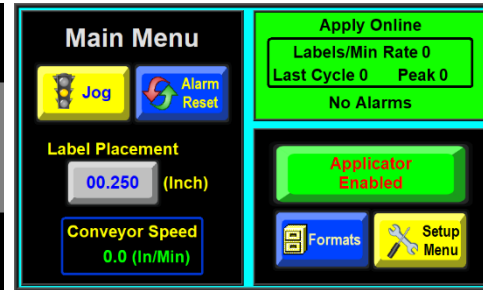 Main Menu
Jog
Alarm
Reset
Label Placement
00.250 (Inch)
Conveyor Speed
0.0 (In/Min)
Apply Online
Labels/Min Rate 0
Last Cycle 0 Peak 0
No Alarms
Applicator
Enabled
Formats
Setup
Menu